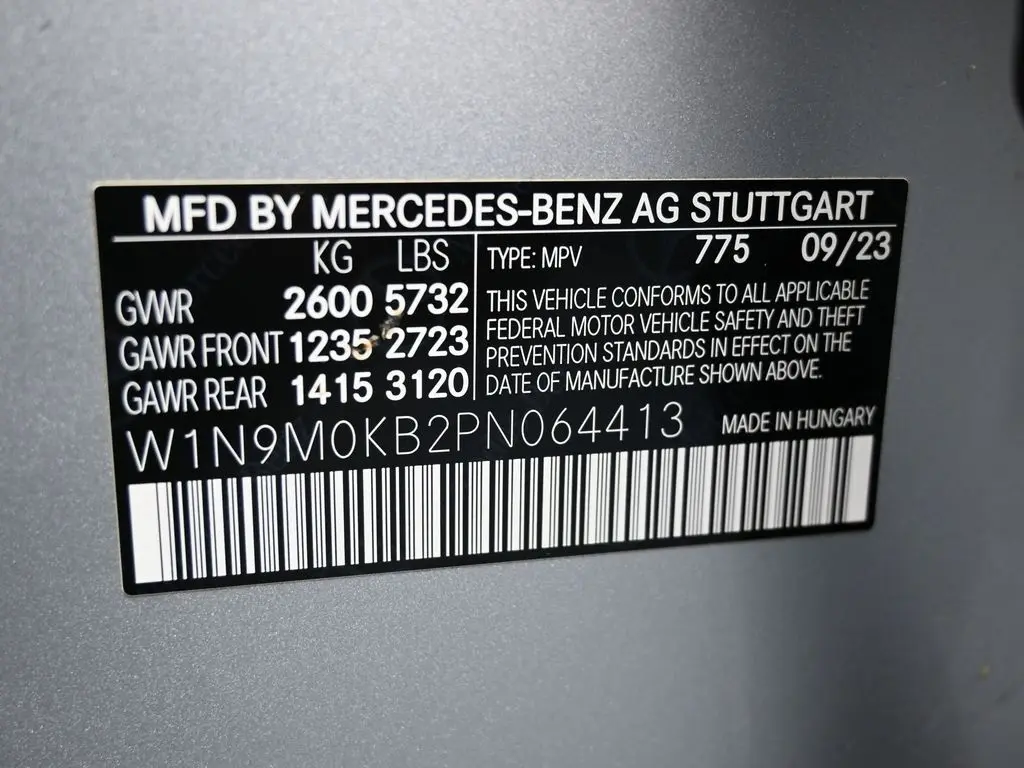 MFD BY MERCEDES-BENZ AG STUTTGART
KG LBS
GVWR 2600 5732
GAWR FRONT 1235 2723
GAWR REAR 1415 3120
TYPE: MPV 775 09/23
THIS VEHICLE CONFORMS TO ALL APPLICABLE
FEDERAL MOTOR VEHICLE SAFETY AND THEFT
PREVENTION STANDARDS IN EFFECT ON THE
DATE OF MANUFACTURE SHOWN ABOVE.
W1N9M0KB2PN064413 MADE IN HUNGARY